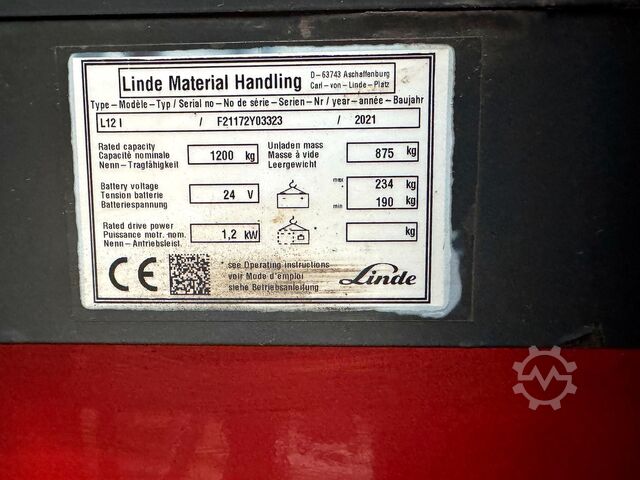 Linde Material Handling
D-63743 Aschaffenburg
Carl-von-Linde-Platz
Type-Modèle-Typ / Serial no-No de série-Serien-Nr / year-année-Baujahr
L12 I / F21172Y03323 / 2021
Rated capacity
Capacité nominale
Nenn-Tragfähigkeit
1200 kg
Unladen mass
Masse à vide
Leergewicht
875 kg
Battery voltage
Tension batterie
Batteriespannung
24 V
max 234 kg
min 190 kg
Rated drive power
Puissance motr. nom.
Nenn-Antriebsleist.
1,2 kW
kg
CE
see Operating instructions
voir Mode d'emploi
siehe Betriebsanleitung
Linde